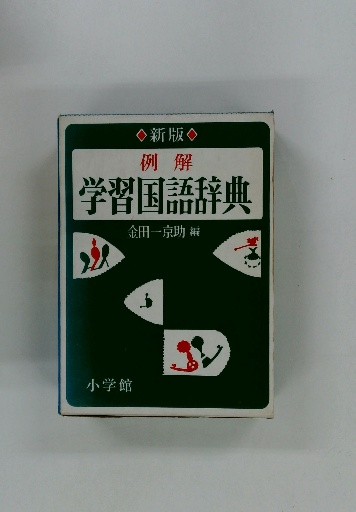 ◆新版◆
例解
学習国語辞典
金田一京助 編
小学館